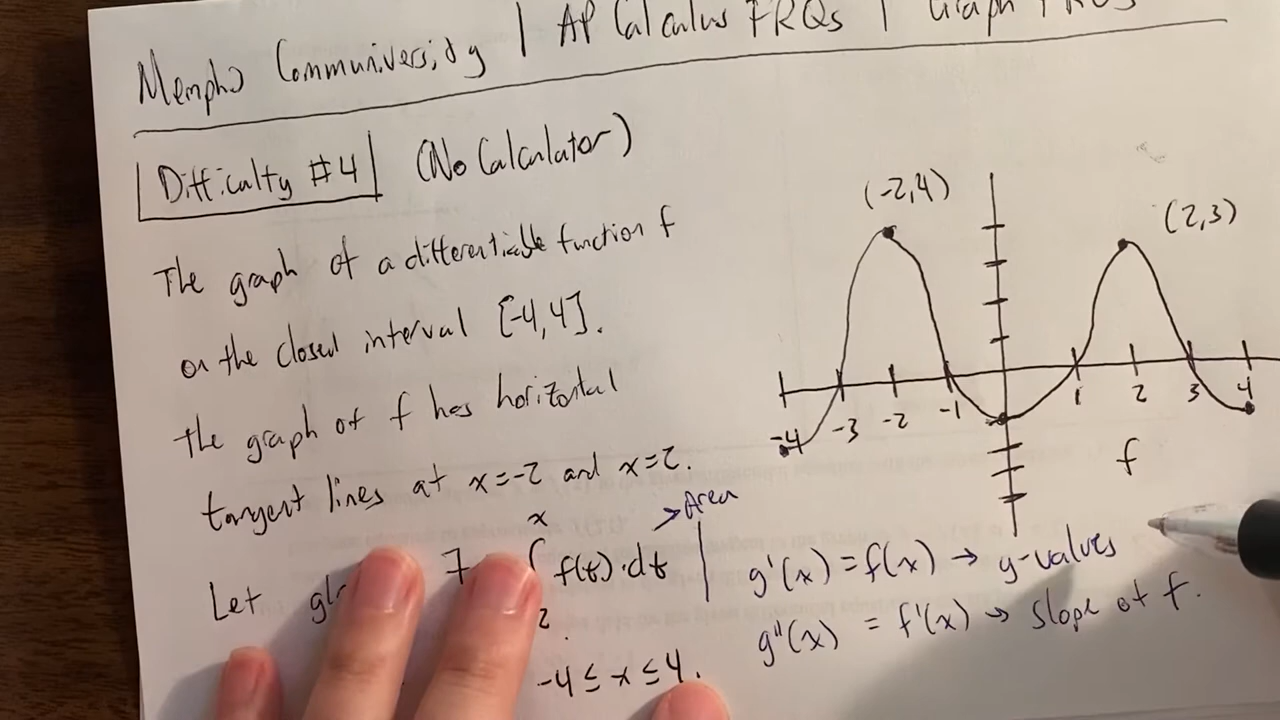 Memphis Communiversidy | AP Calculus FRQs | Graph FRQs
Difficulty #4 (No Calculator)
The graph of a differentiable function f
on the closed interval [-4,4].
The graph of f has horizontal
tangent lines at x=-2 and x=2.
Let g 7 ∫ₓ₂ f(t)·dt
→Area
-4≤x≤4.
g'(x) = f(x) → y-values
g"(x) = f'(x) → slope of f.
(-2,4)
(2,3)
-4 -3 -2 -1 1 2 3 4
f